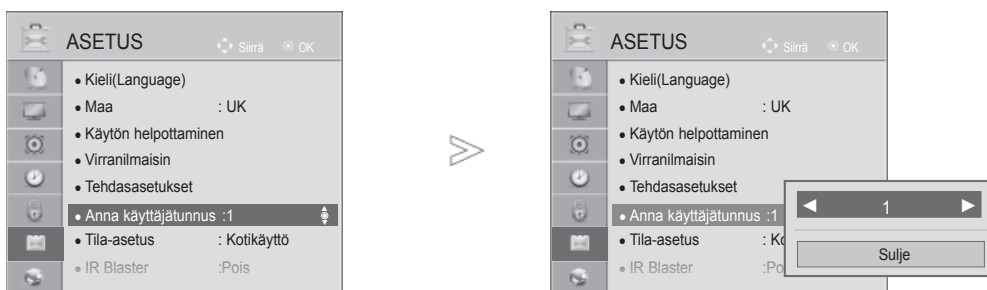 ASETUS
Siirrä OK
• Kieli(Language)
• Maa : UK
• Käytön helpottaminen
• Virranilmaisin
• Tehdasasetukset
• Anna käyttäjätunnus :1
• Tila-asetus : Kotikäyttö
• IR Blaster :Pois
ASETUS
Siirrä OK
• Kieli(Language)
• Maa : UK
• Käytön helpottaminen
• Virranilmaisin
• Tehdasasetukset
• Anna käyttäjätunnus :1
• Tila-asetus : Ko
• IR Blaster :Po
◄ 1 ►
Sulje